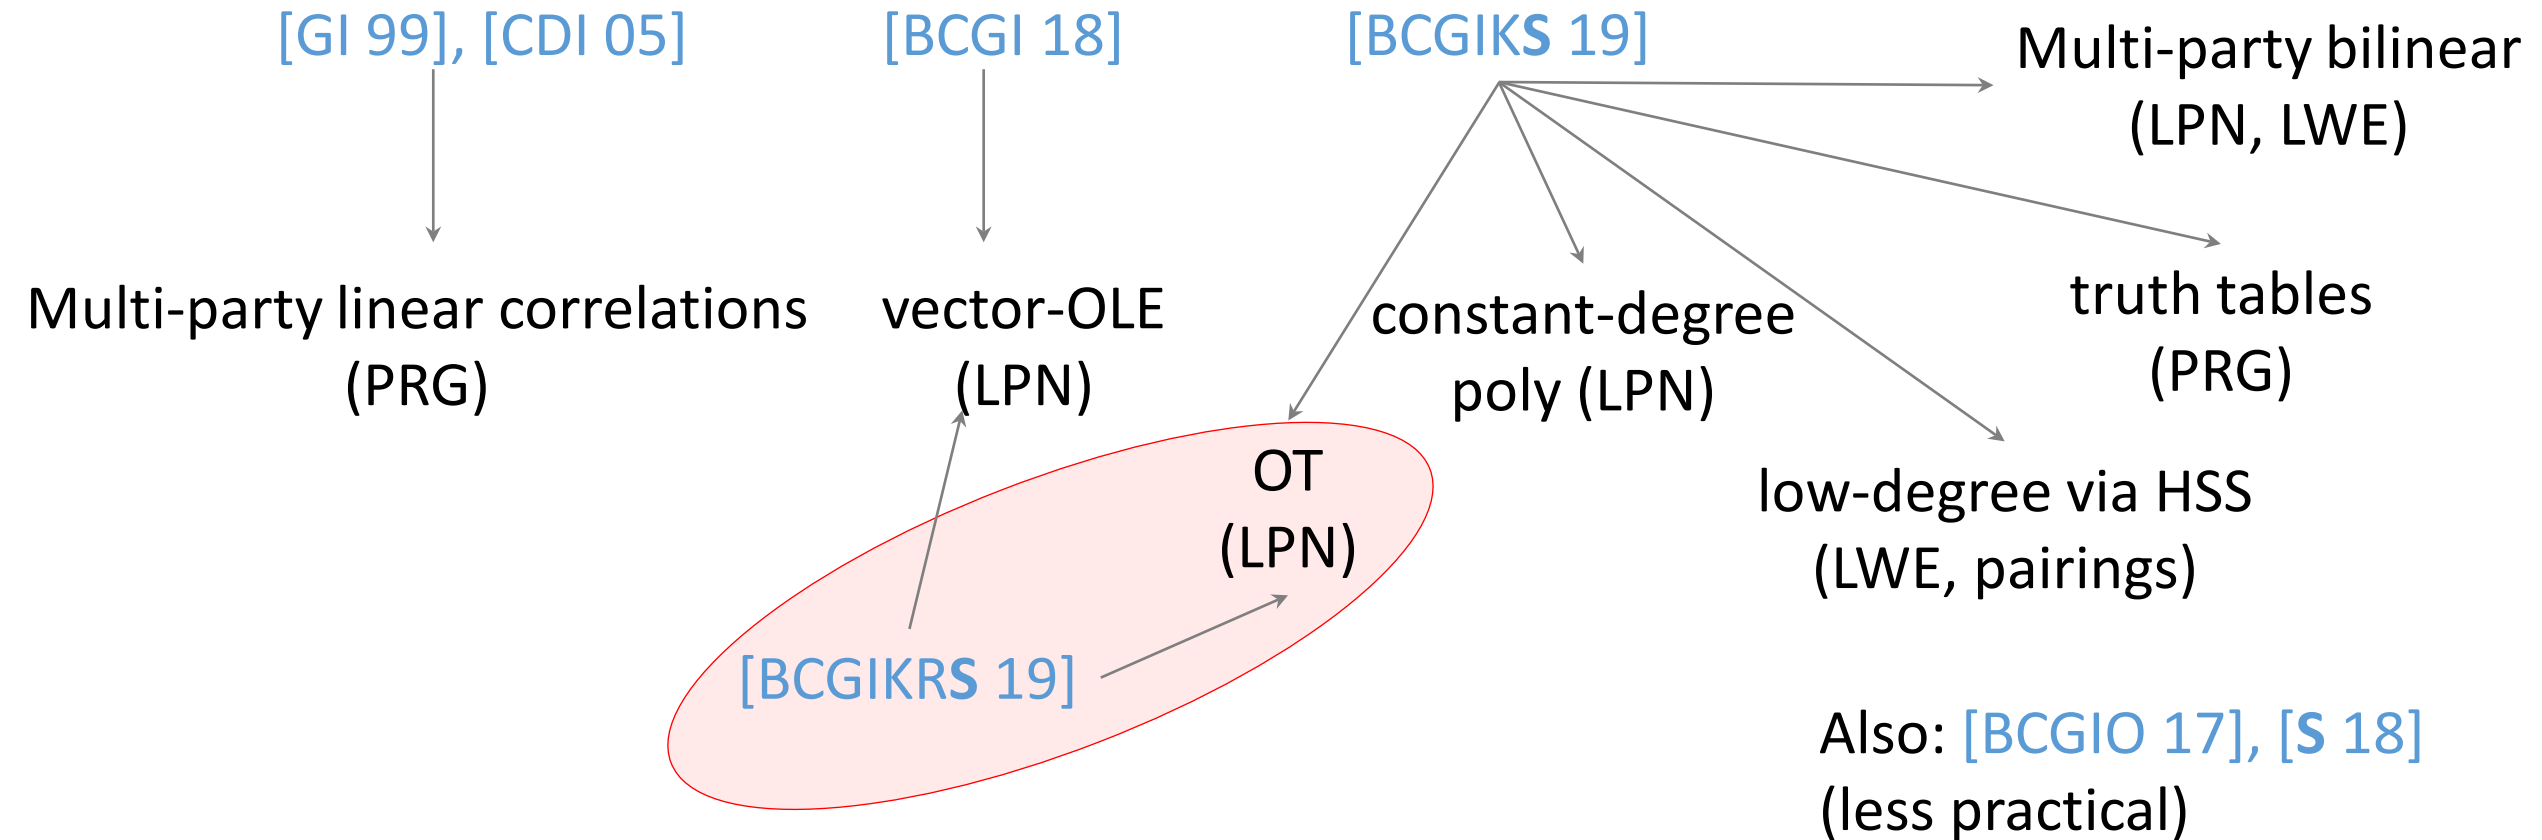 [GI 99], [CDI 05]
[BCGI 18]
[BCGIKS 19]
Multi-party bilinear
(LPN, LWE)
Multi-party linear correlations
(PRG)
vector-OLE
(LPN)
constant-degree
poly (LPN)
truth tables
(PRG)
OT
(LPN)
low-degree via HSS
(LWE, pairings)
[BCGIKRS 19]
Also: [BCGIO 17], [S 18]
(less practical)